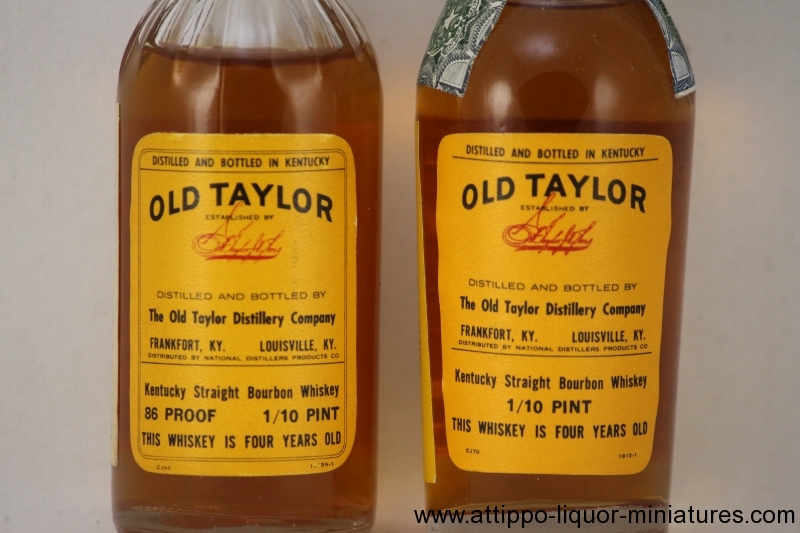 DISTILLED AND BOTTLED IN KENTUCKY
OLD TAYLOR
ESTABLISHED BY
DISTILLED AND BOTTLED BY
The Old Taylor Distillery Company
FRANKFORT, KY. LOUISVILLE, KY.
DISTRIBUTED BY NATIONAL DISTILLERS PRODUCTS CO
Kentucky Straight Bourbon Whiskey
86 PROOF 1/10 PINT
THIS WHISKEY IS FOUR YEARS OLD
DISTILLED AND BOTTLED IN KENTUCKY
OLD TAYLOR
ESTABLISHED BY
DISTILLED AND BOTTLED BY
The Old Taylor Distillery Company
FRANKFORT, KY. LOUISVILLE, KY.
DISTRIBUTED BY NATIONAL DISTILLERS PRODUCTS CO.
Kentucky Straight Bourbon Whiskey
1/10 PINT
THIS WHISKEY IS FOUR YEARS OLD
CJ70 1815-1
www.attippo-liquor-miniatures.com